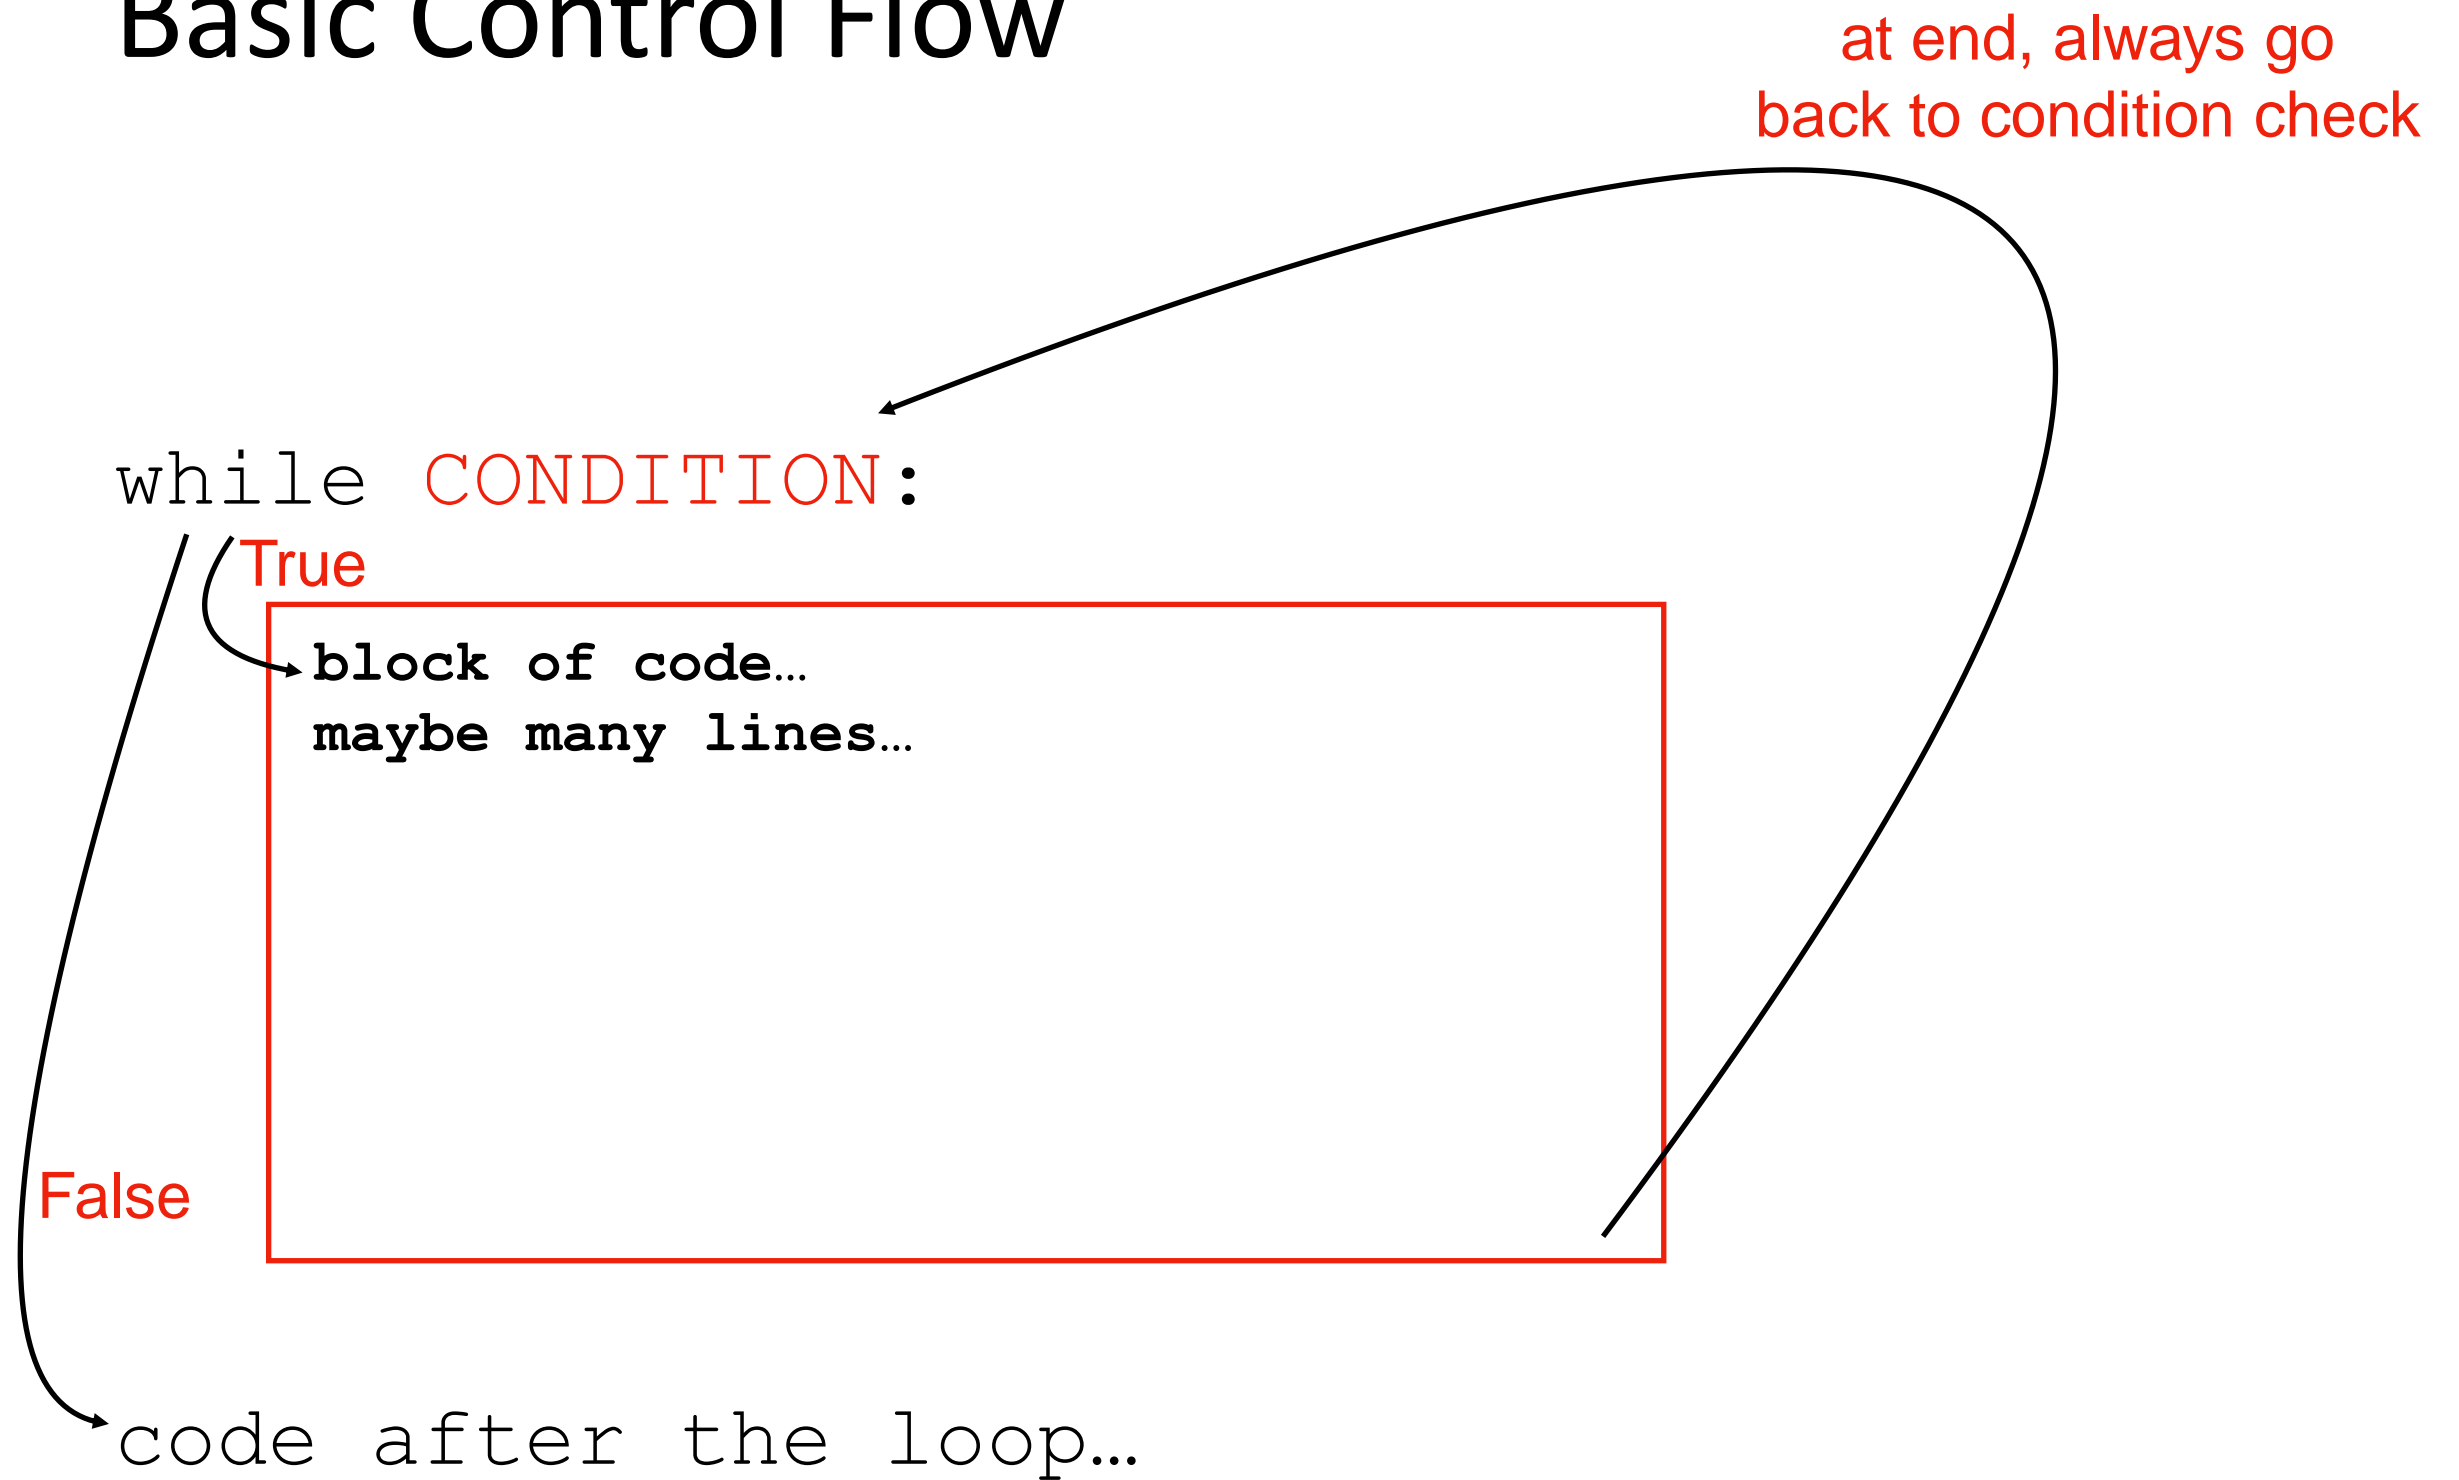 Basic Control Flow
at end, always go
back to condition check
while CONDITION:
True
block of code…
maybe many lines…
False
code after the loop…